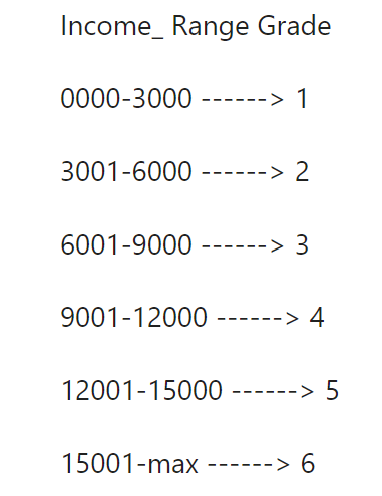 Income_ Range Grade
0000-3000 ------> 1
3001-6000 ------> 2
6001-9000 ------> 3
9001-12000 ------> 4
12001-15000 ------> 5
15001-max ------> 6